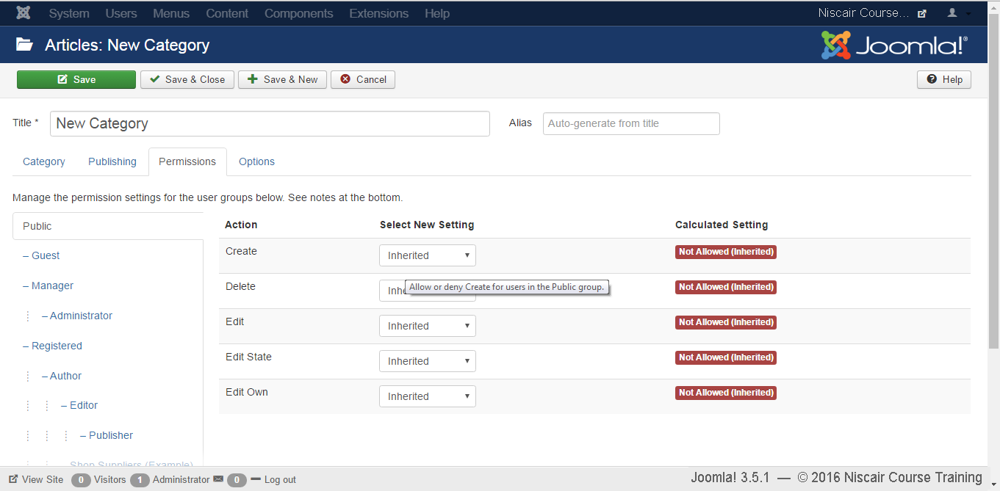 System Users Menus Content Components Extensions Help Niscair Course...
Articles: New Category Joomla!®
Save Save & Close Save & New Cancel Help
Title * New Category Alias Auto-generate from title
Category Publishing Permissions Options
Manage the permission settings for the user groups below. See notes at the bottom.
Public
– Guest
– Manager
– Administrator
– Registered
– Author
– Editor
– Publisher
Shop Suppliers (Example)
Action Select New Setting Calculated Setting
Create Inherited Not Allowed (Inherited)
Delete Inhe Not Allowed (Inherited)
Allow or deny Create for users in the Public group.
Edit Inherited Not Allowed (Inherited)
Edit State Inherited Not Allowed (Inherited)
Edit Own Inherited Not Allowed (Inherited)
View Site 0 Visitors 1 Administrator 0 Log out Joomla! 3.5.1 — © 2016 Niscair Course Training